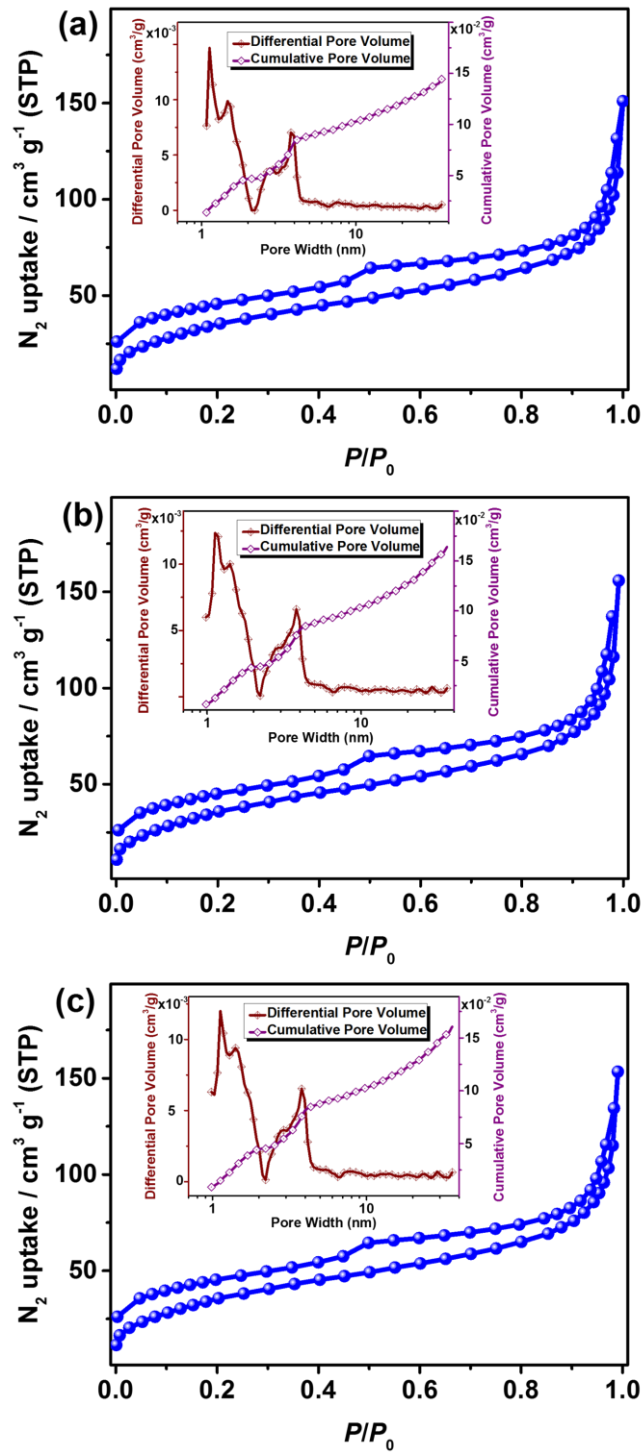 (a)
x10⁻³
x10⁻²
Differential Pore Volume
Cumulative Pore Volume
Differential Pore Volume (cm³/g)
10
5
0
15
10
5
Cumulative Pore Volume (cm³/g)
1
10
Pore Width (nm)
N₂ uptake / cm³ g⁻¹ (STP)
150
100
50
0.0 0.2 0.4 0.6 0.8 1.0
P/P₀
(b)
x10⁻³
x10⁻²
Differential Pore Volume
Cumulative Pore Volume
Differential Pore Volume (cm³/g)
10
5
15
10
5
Cumulative Pore Volume (cm³/g)
1
10
Pore Width (nm)
N₂ uptake / cm³ g⁻¹ (STP)
150
100
50
0.0 0.2 0.4 0.6 0.8 1.0
P/P₀
(c)
x10⁻³
x10⁻²
Differential Pore Volume
Cumulative Pore Volume
Differential Pore Volume (cm³/g)
10
5
0
15
10
5
Cumulative Pore Volume (cm³/g)
1
10
Pore Width (nm)
N₂ uptake / cm³ g⁻¹ (STP)
150
100
50
0.0 0.2 0.4 0.6 0.8 1.0
P/P₀